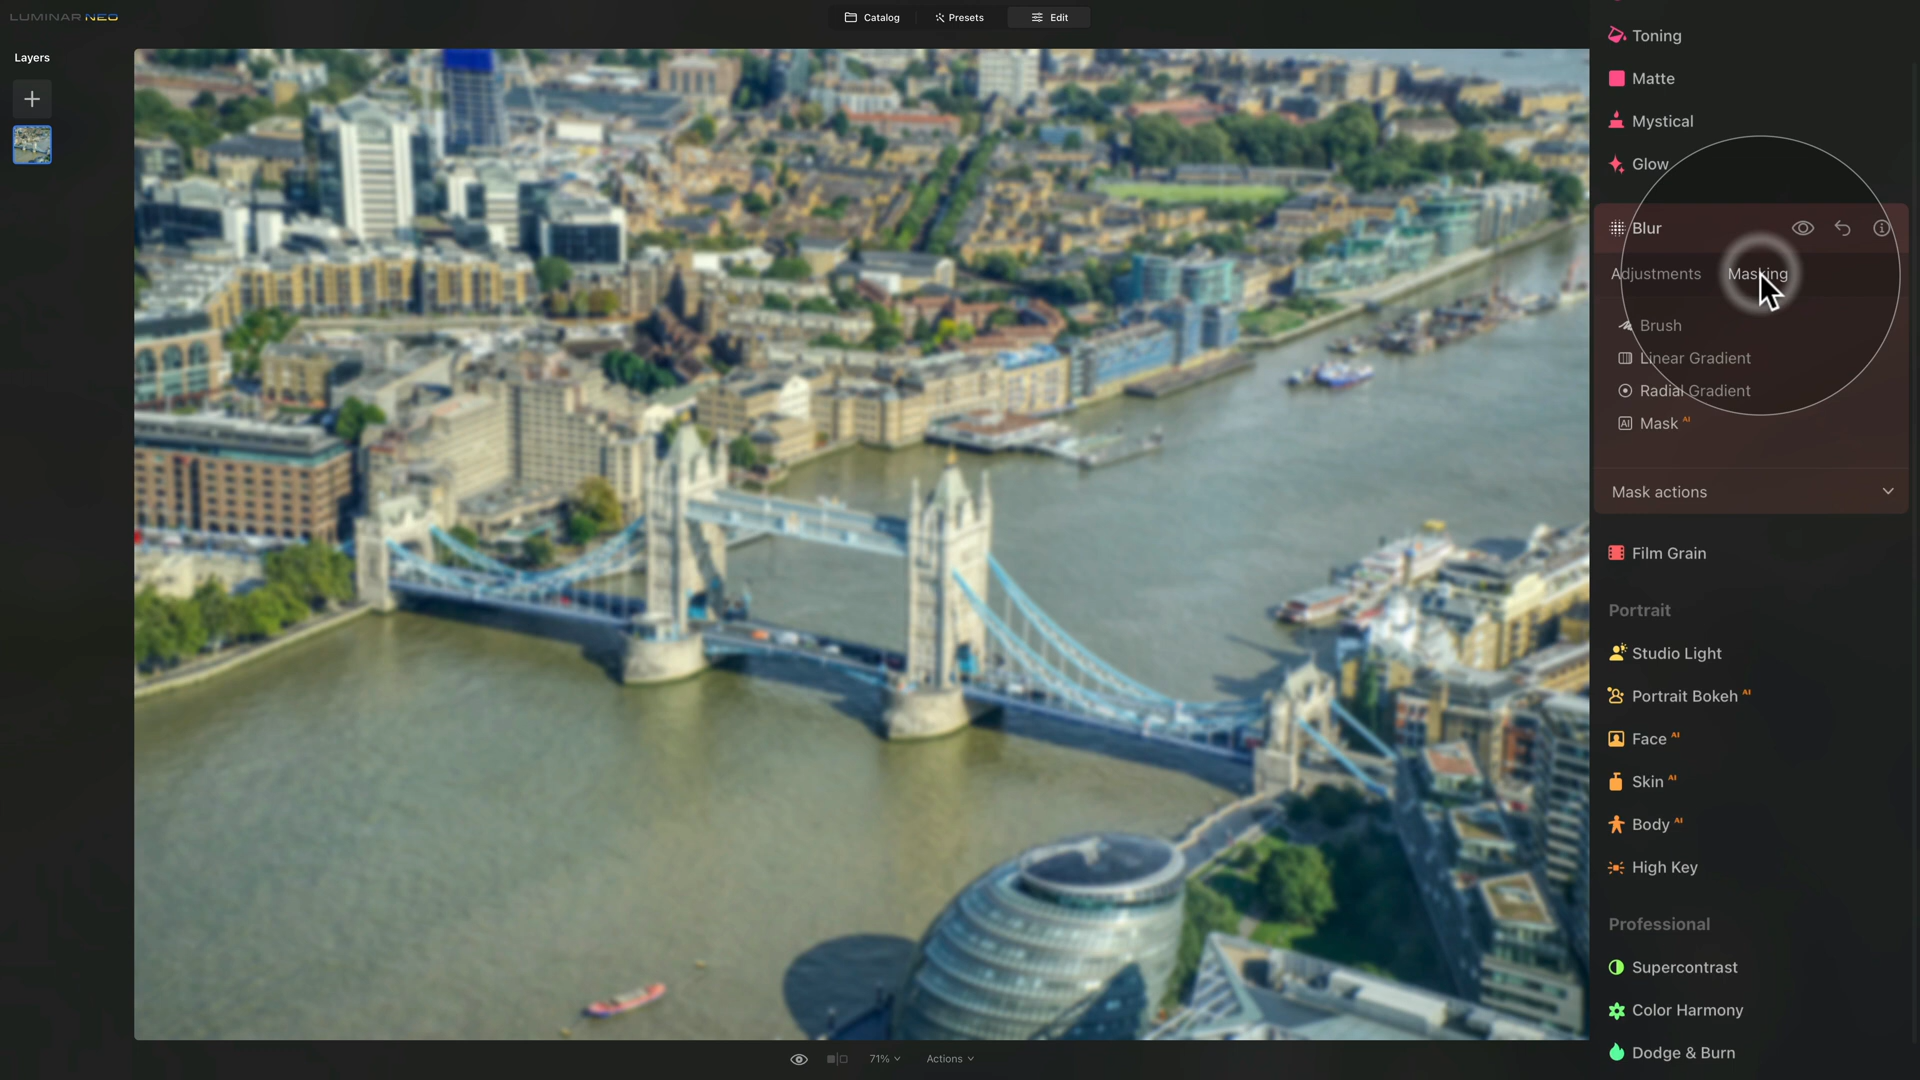 LUMINAR NEO
Catalog
Presets
Edit
Layers
Toning
Matte
Mystical
Glow
Blur
Adjustments
Masking
Brush
Linear Gradient
Radial Gradient
AI Mask AI
Mask actions
Film Grain
Portrait
Studio Light
Portrait Bokeh AI
Face AI
Skin AI
Body AI
High Key
Professional
Supercontrast
Color Harmony
Dodge & Burn
71%
Actions